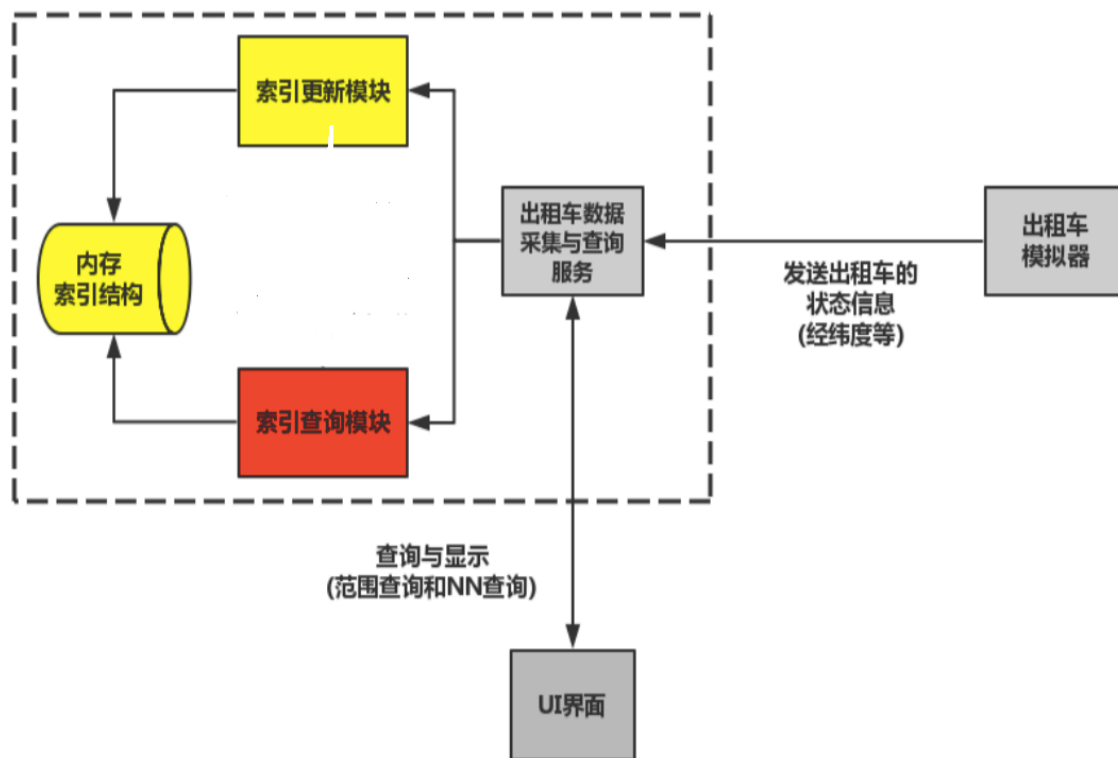 索引更新模块
出租车数据
采集与查询
服务
出租车
模拟器
内存
索引结构
发送出租车的
状态信息
(经纬度等)
索引查询模块
查询与显示
(范围查询和NN查询)
UI界面